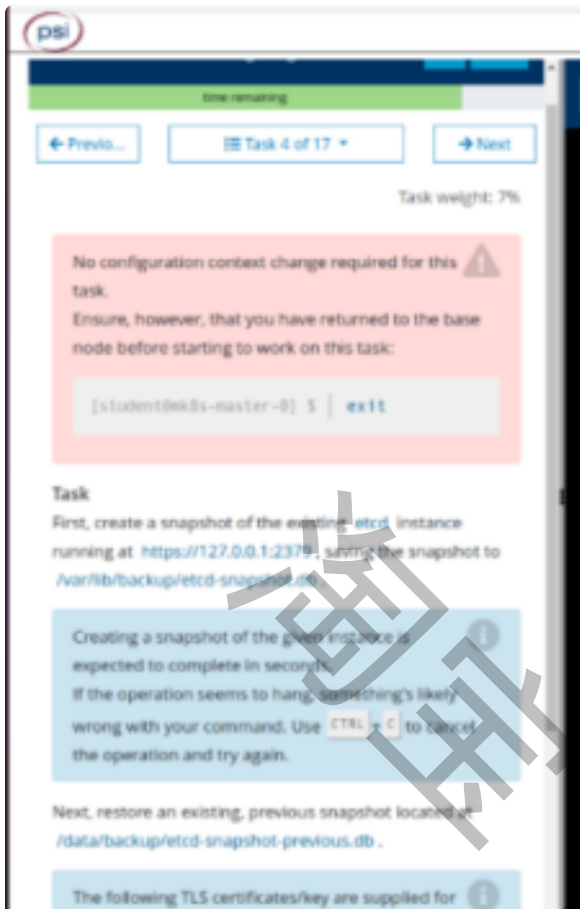 psi
time remaining
Previo...
Task 4 of 17
Next
Task weight: 7%
No configuration context change required for this
task.
Ensure, however, that you have returned to the base
node before starting to work on this task:
[student@mk8s-master-0] $ | exit
Task
First, create a snapshot of the existing etcd instance
running at https://127.0.0.1:2379 , saving the snapshot to
/var/lib/backup/etcd-snapshot.db .
Creating a snapshot of the given instance is
expected to complete in seconds.
If the operation seems to hang, something's likely
wrong with your command. Use CTRL + C to cancel
the operation and try again.
Next, restore an existing, previous snapshot located at
/data/backup/etcd-snapshot-previous.db .
The following TLS certificates/key are supplied for